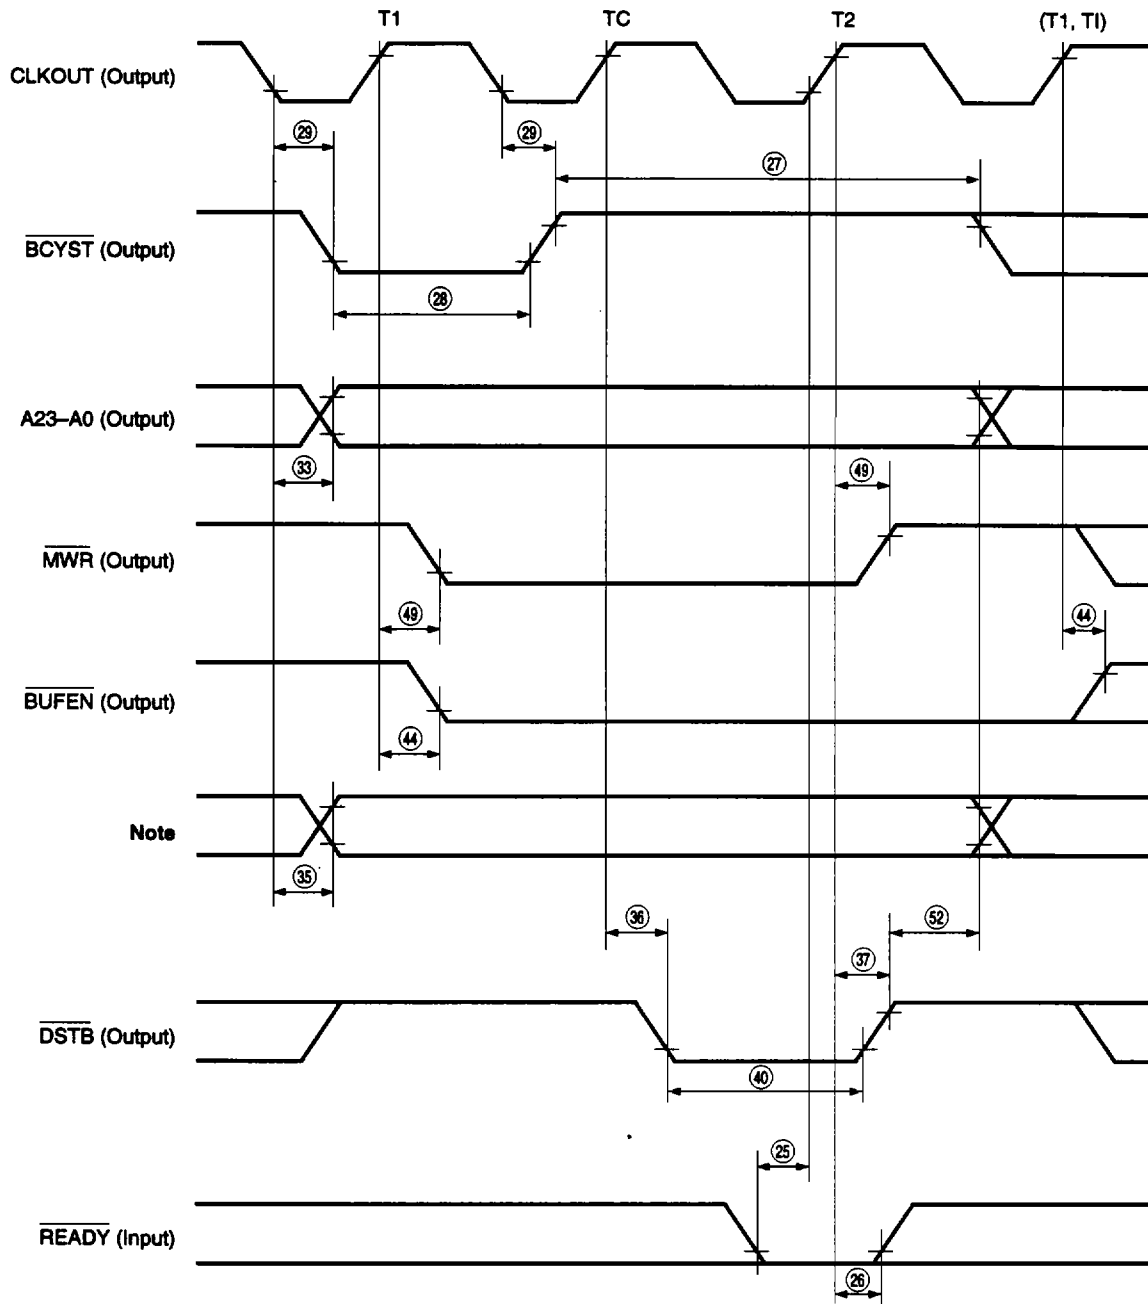 T1 TC T2 (T1, TI)
CLKOUT (Output)
29 29
27
BCYST (Output)
28
A23–A0 (Output)
33 49
MWR (Output)
49 44
BUFEN (Output)
44
Note
35
36 52
37
DSTB (Output)
40
25
READY (Input)
26